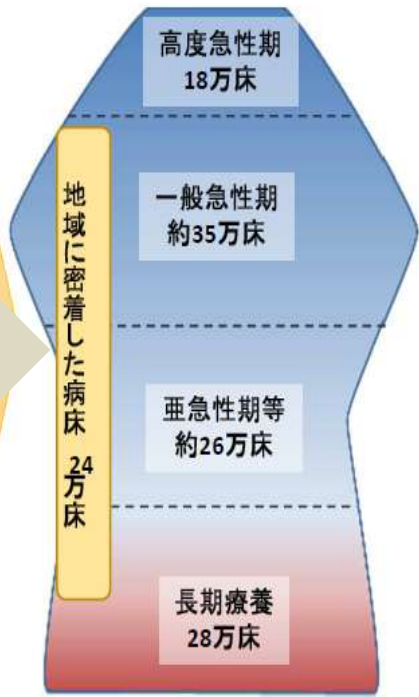 高度急性期
18万床
一般急性期
約35万床
地域に密着した病床 24万床
亜急性期等
約26万床
長期療養
28万床